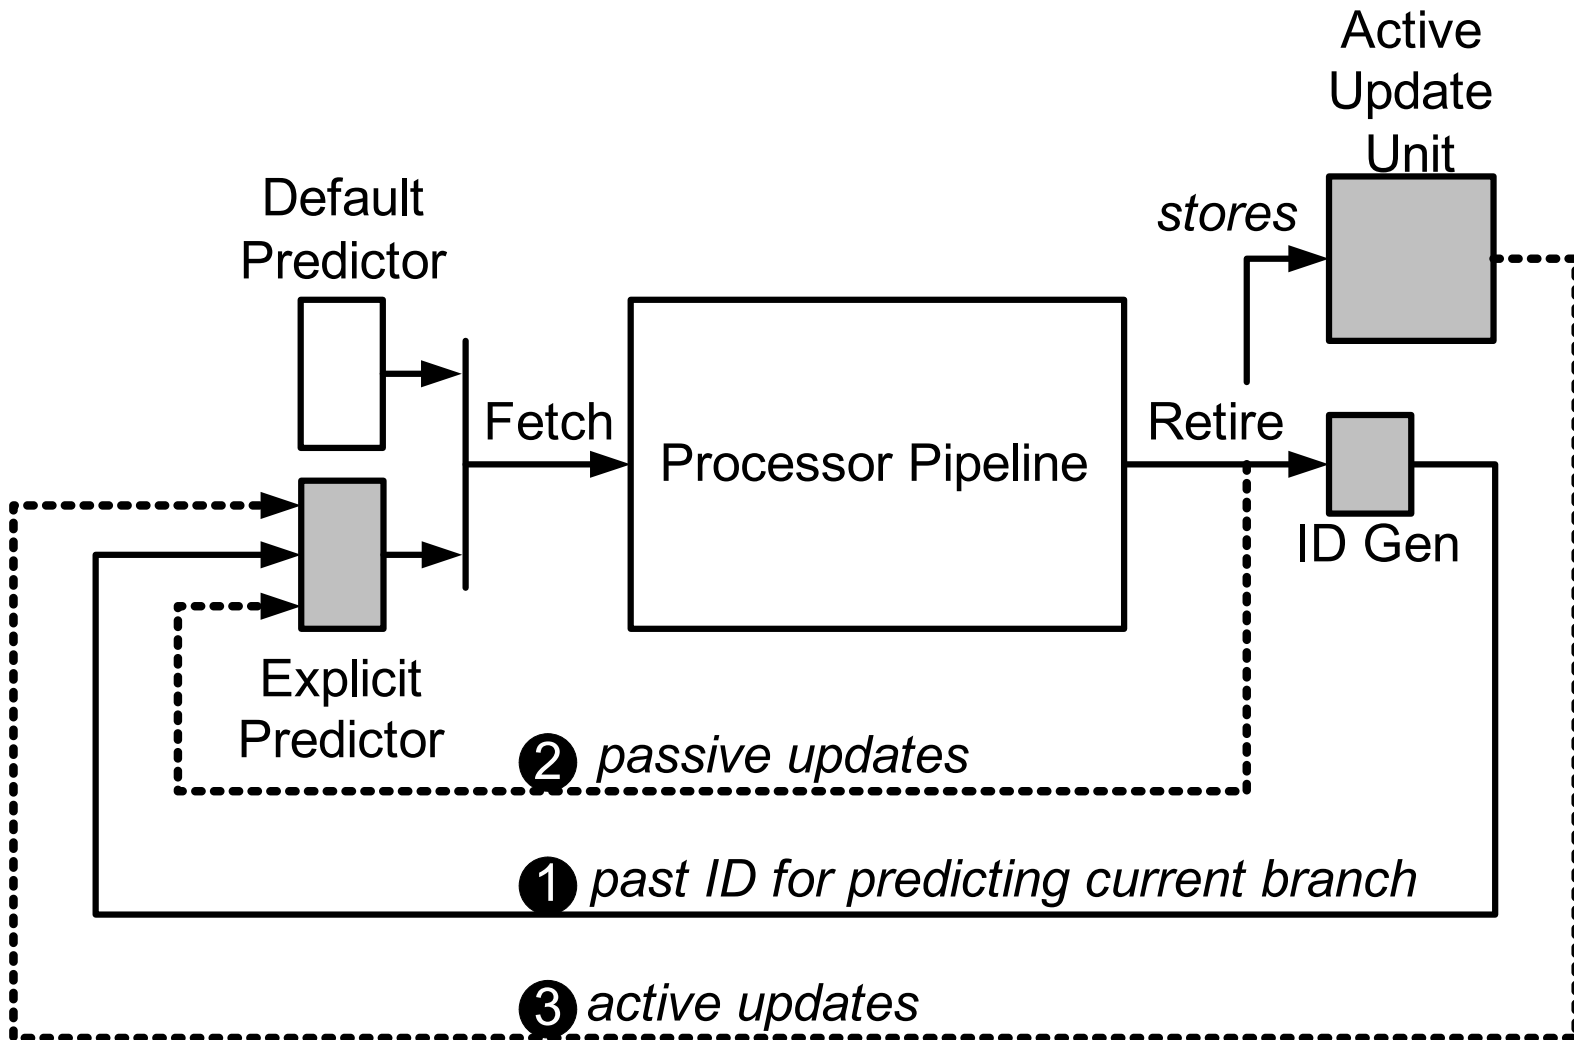 Active
Update
Unit
Default
Predictor
stores
Fetch
Processor Pipeline
Retire
ID Gen
Explicit
Predictor
2 passive updates
1 past ID for predicting current branch
3 active updates